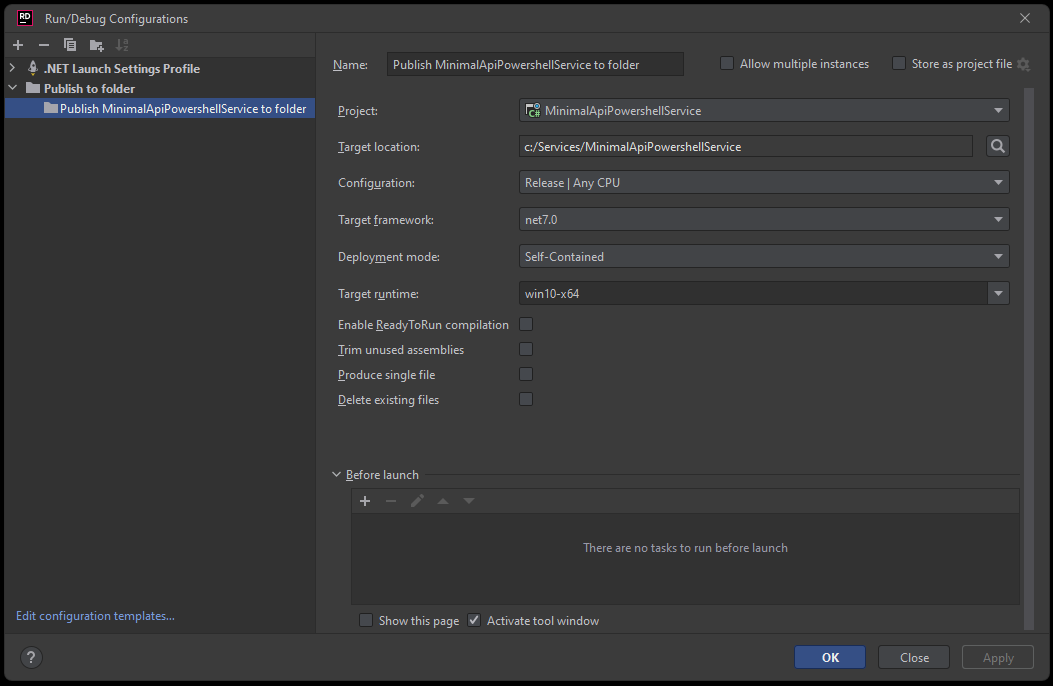 RD
Run/Debug Configurations
.NET Launch Settings Profile
Publish to folder
Publish MinimalApiPowershellService to folder
Edit configuration templates...
Name: Publish MinimalApiPowershellService to folder
Allow multiple instances
Store as project file
Project: C# MinimalApiPowershellService
Target location: c:/Services/MinimalApiPowershellService
Configuration: Release | Any CPU
Target framework: net7.0
Deployment mode: Self-Contained
Target runtime: win10-x64
Enable ReadyToRun compilation
Trim unused assemblies
Produce single file
Delete existing files
Before launch
There are no tasks to run before launch
Show this page
Activate tool window
?
OK
Close
Apply